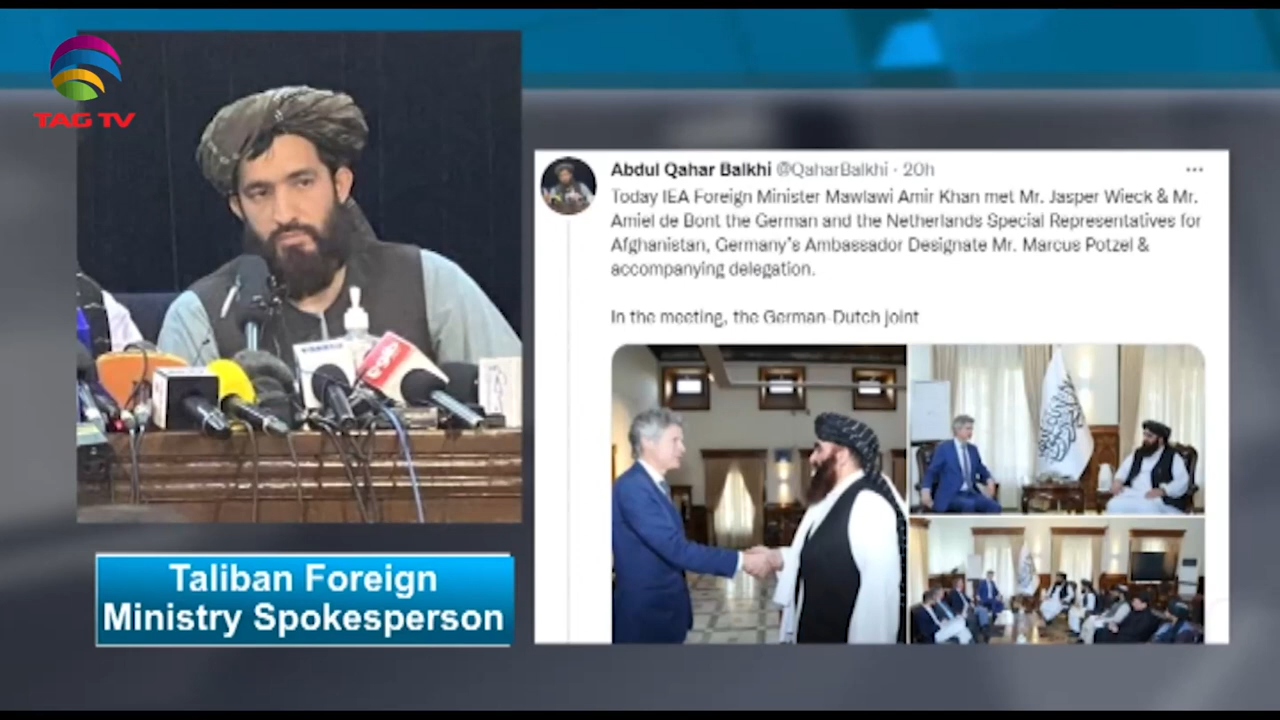 TAG TV
Abdul Qahar Balkhi @QaharBalkhi · 20h
Today IEA Foreign Minister Mawlawi Amir Khan met Mr. Jasper Wieck & Mr.
Amiel de Bont the German and the Netherlands Special Representatives for
Afghanistan, Germany's Ambassador Designate Mr. Marcus Potzel &
accompanying delegation.
In the meeting, the German-Dutch joint
Taliban Foreign
Ministry Spokesperson